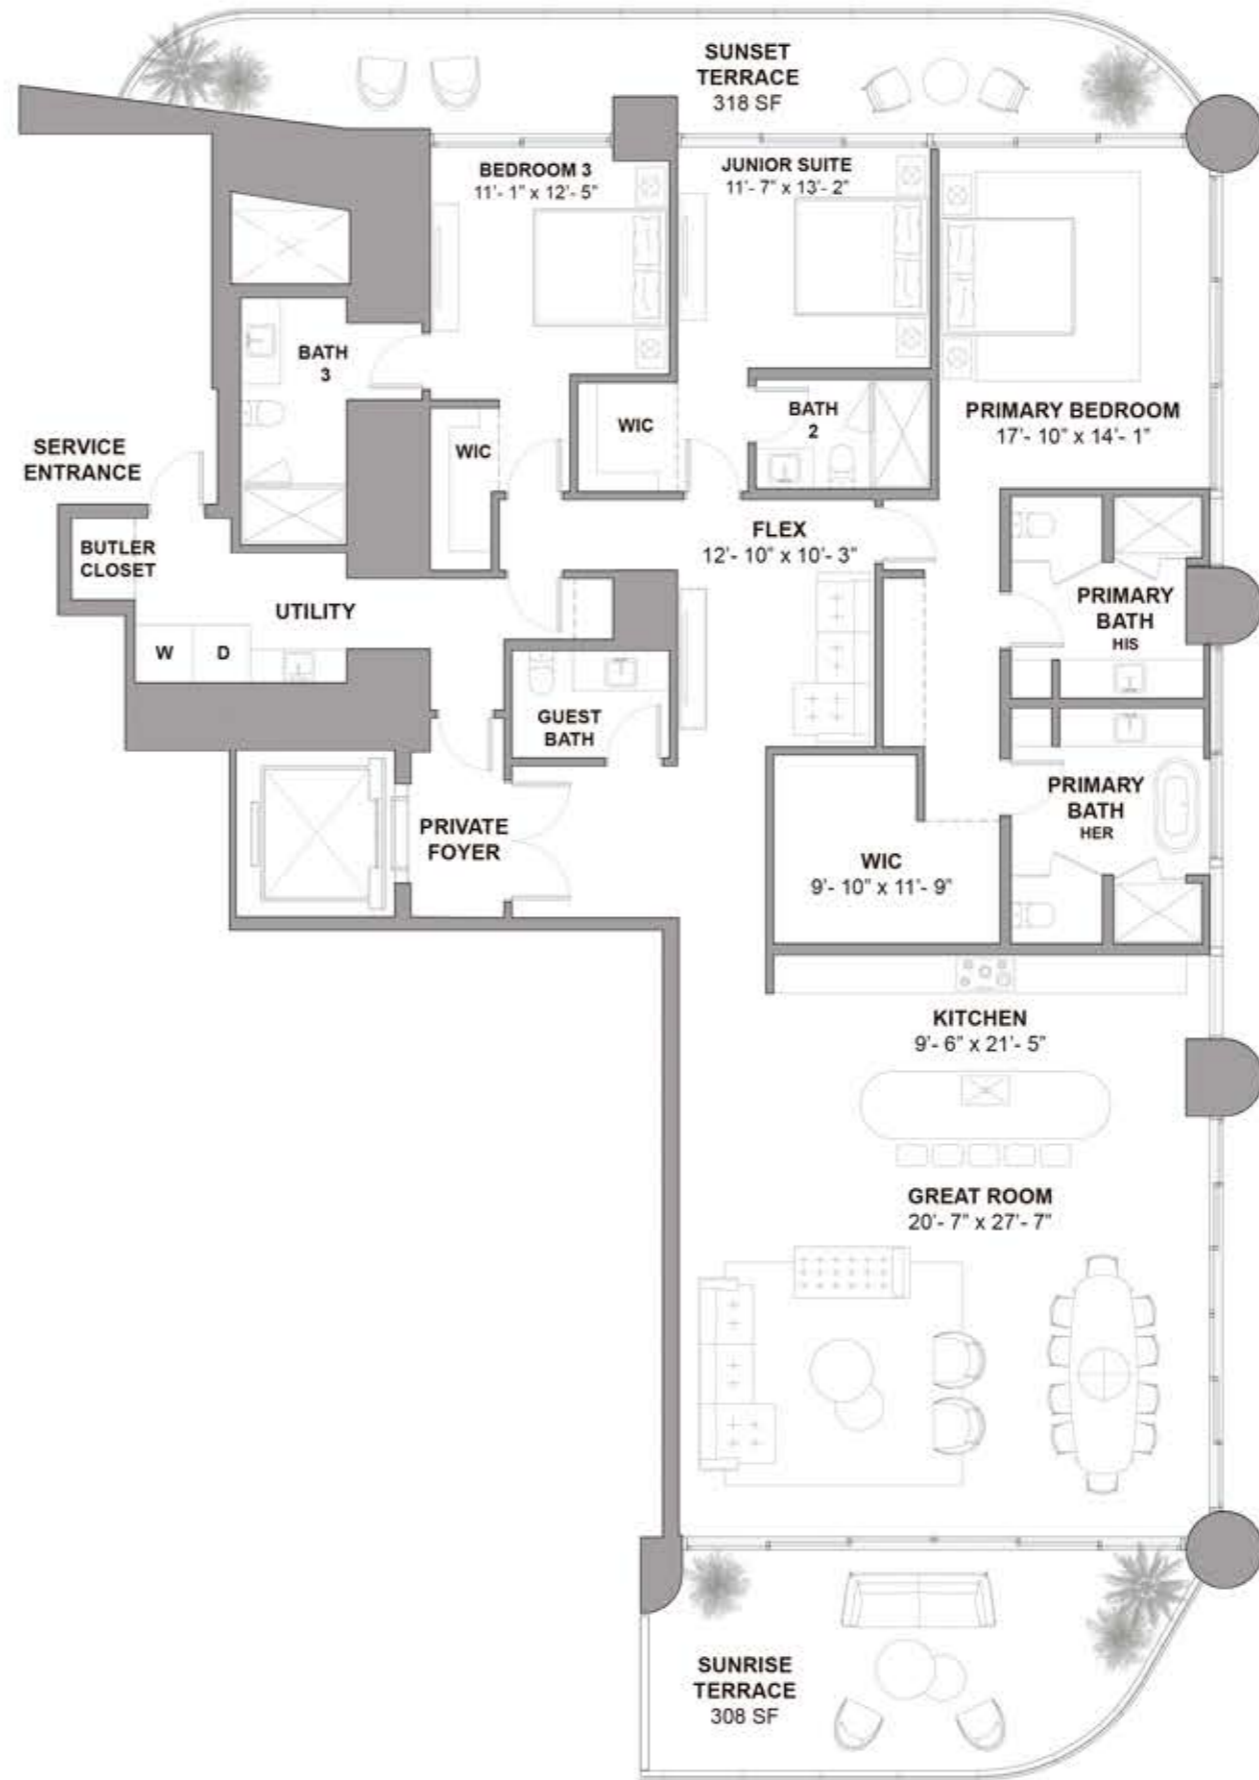 SUNSET
TERRACE
318 SF
BEDROOM 3
11'- 1" x 12'- 5"
JUNIOR SUITE
11'- 7" x 13'- 2"
BATH
3
WIC
WIC
BATH
2
PRIMARY BEDROOM
17'- 10" x 14'- 1"
SERVICE
ENTRANCE
BUTLER
CLOSET
FLEX
12'- 10" x 10'- 3"
UTILITY
PRIMARY
BATH
HIS
W
D
GUEST
BATH
PRIVATE
FOYER
PRIMARY
BATH
HER
WIC
9'- 10" x 11'- 9"
KITCHEN
9'- 6" x 21'- 5"
GREAT ROOM
20'- 7" x 27'- 7"
SUNRISE
TERRACE
308 SF